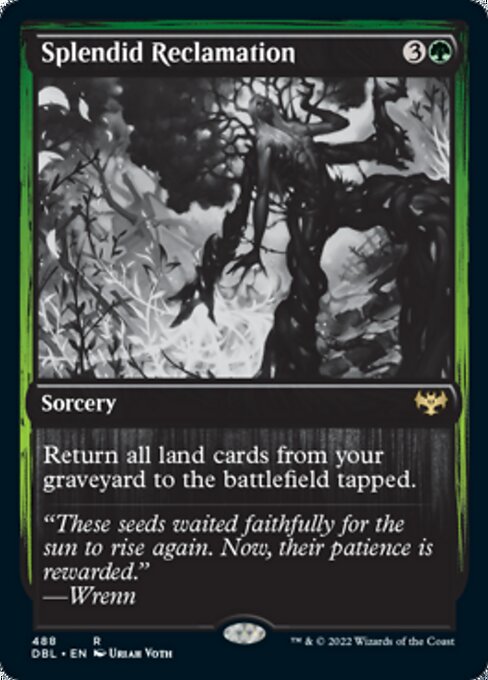 Splendid Reclamation 3
Sorcery
Return all land cards from your
graveyard to the battlefield tapped.
“These seeds waited faithfully for the
sun to rise again. Now, their patience is
rewarded.”
—Wrenn
488 R
DBL • EN Uriah Voth
™ & © 2022 Wizards of the Coast